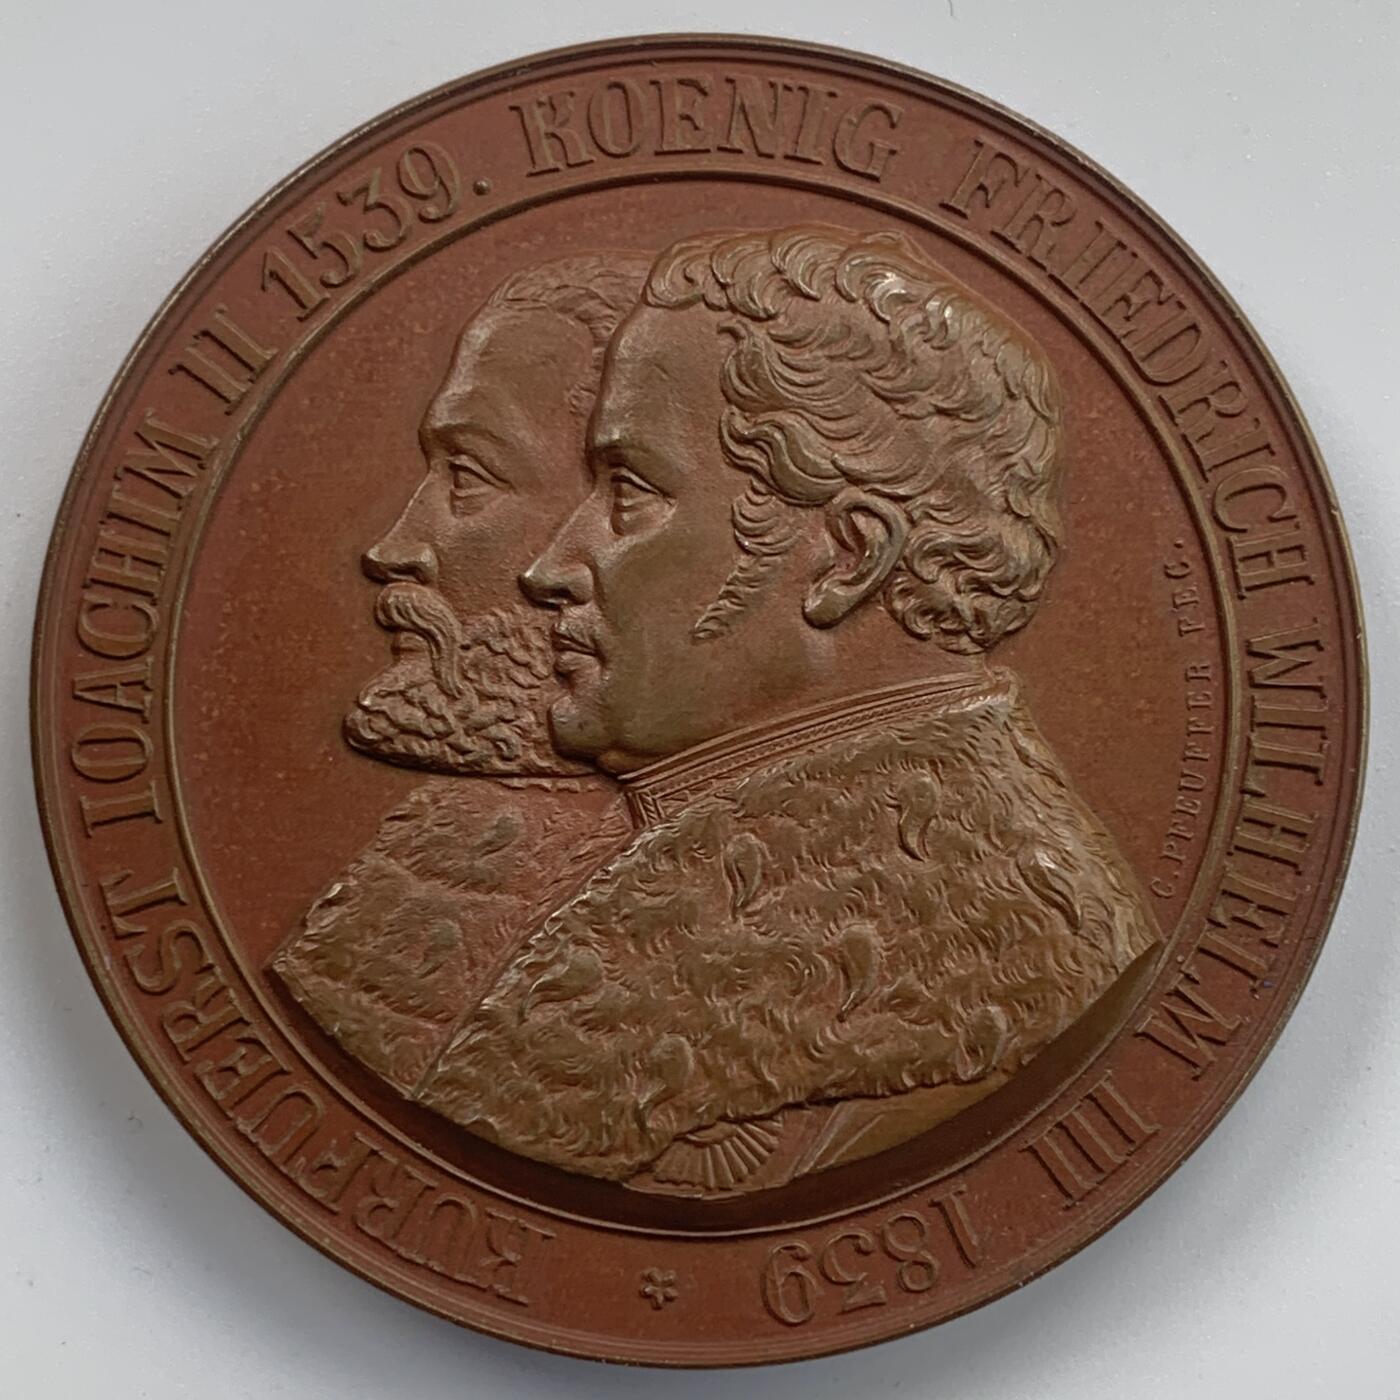 KURFUERST IOACHIM II 1539. KOENIG FRIEDRICH WILHELM III 1839
C. PFEUFFER FEC.